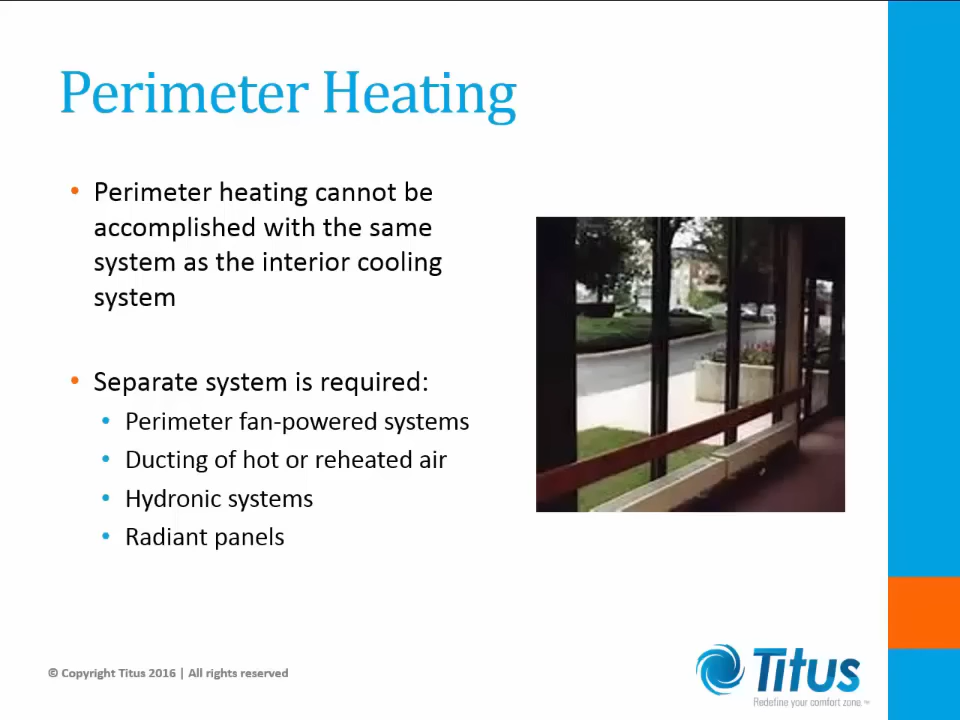 Perimeter Heating
• Perimeter heating cannot be
accomplished with the same
system as the interior cooling
system
• Separate system is required:
• Perimeter fan-powered systems
• Ducting of hot or reheated air
• Hydronic systems
• Radiant panels
© Copyright Titus 2016 | All rights reserved
Titus
Redefine your comfort zone.™